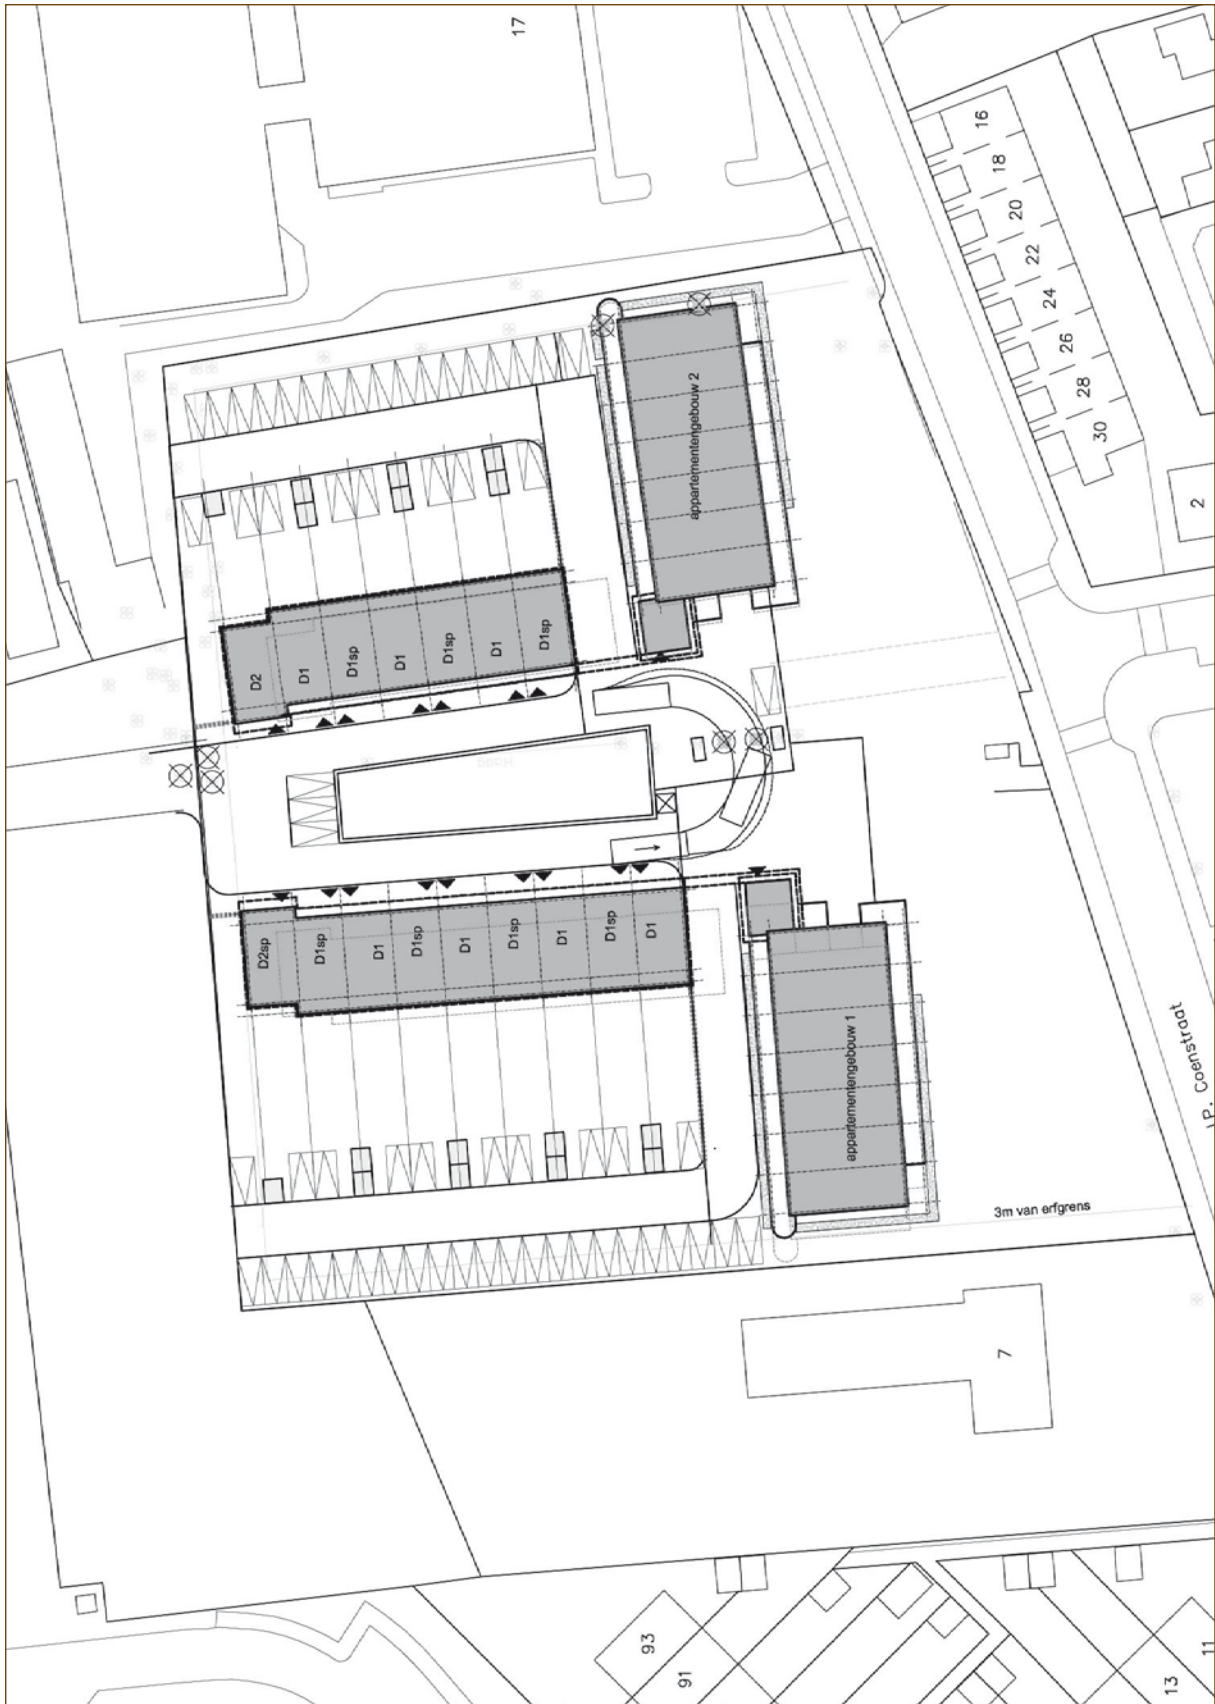 17
16
18
20
22
24
26
28
30
2
appartementengebouw 2
D2
D1
D1sp
D1
D1sp
D1
D1sp
D2sp
D1sp
D1
D1sp
D1
D1sp
D1
D1sp
D1
appartementengebouw 1
J.P. Coenstraat
3m van erfgrens
7
93
91
13
11